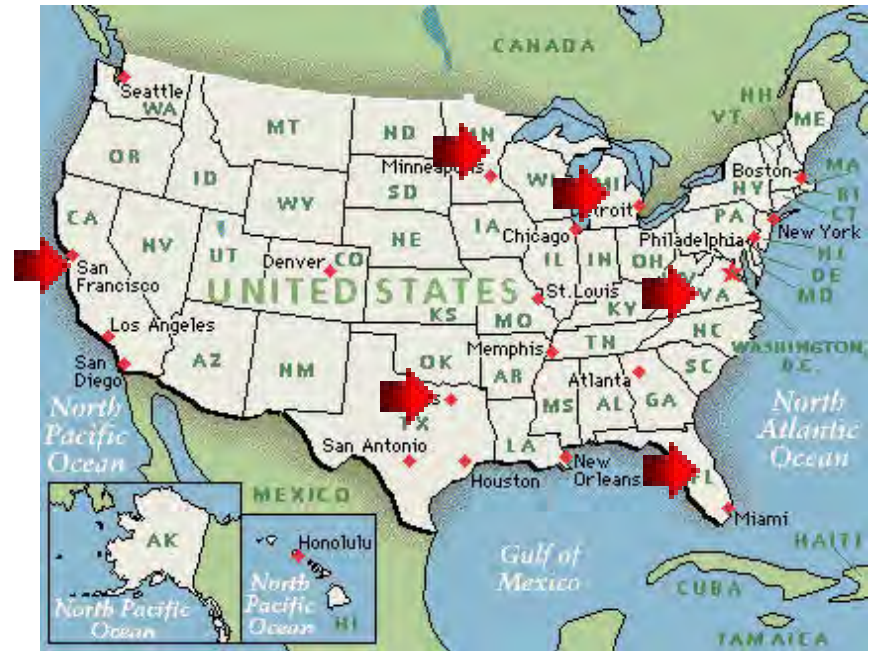 CANADA
Seattle
WA
MT
ND
MN
NH
VT
ME
OR
ID
Minneapolis
SD
WI
MI
Boston
MA
NY
RI
WY
CA
IA
Detroit
PA
CT
Chicago
New York
NE
NV
UT
Denver
CO
IL
IN
OH
Philadelphia
NJ
San
Francisco
DE
MD
UNITED STATES
St.Louis
VA
KS
KY
MO
Los Angeles
NC
WASHINGTON,
D.C.
TN
Memphis
OK
AZ
NM
AR
SC
San
Diego
Atlanta
MS
AL
GA
TX
North
Pacific
Ocean
North
Atlantic
Ocean
San Antonio
LA
New
Orleans
Houston
FL
MEXICO
Miami
AK
Honolulu
HAITI
Gulf of
Mexico
CUBA
North Pacific
Ocean
North
Pacific
Ocean
HI
JAMAICA